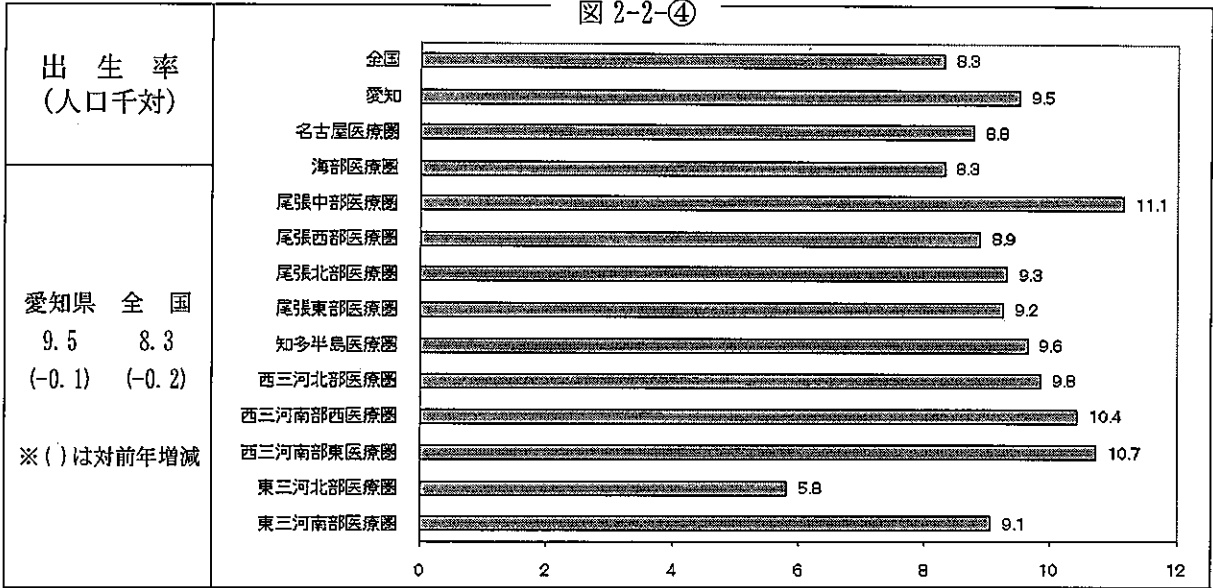 図 2-2-④
出 生 率
(人口千対)
愛知県 全 国
9.5 8.3
(-0.1) (-0.2)
※( )は対前年増減
全国 8.3
愛知 9.5
名古屋医療圏 8.8
海部医療圏 8.3
尾張中部医療圏 11.1
尾張西部医療圏 8.9
尾張北部医療圏 9.3
尾張東部医療圏 9.2
知多半島医療圏 9.6
西三河北部医療圏 9.8
西三河南部西医療圏 10.4
西三河南部東医療圏 10.7
東三河北部医療圏 5.8
東三河南部医療圏 9.1
0 2 4 6 8 10 12